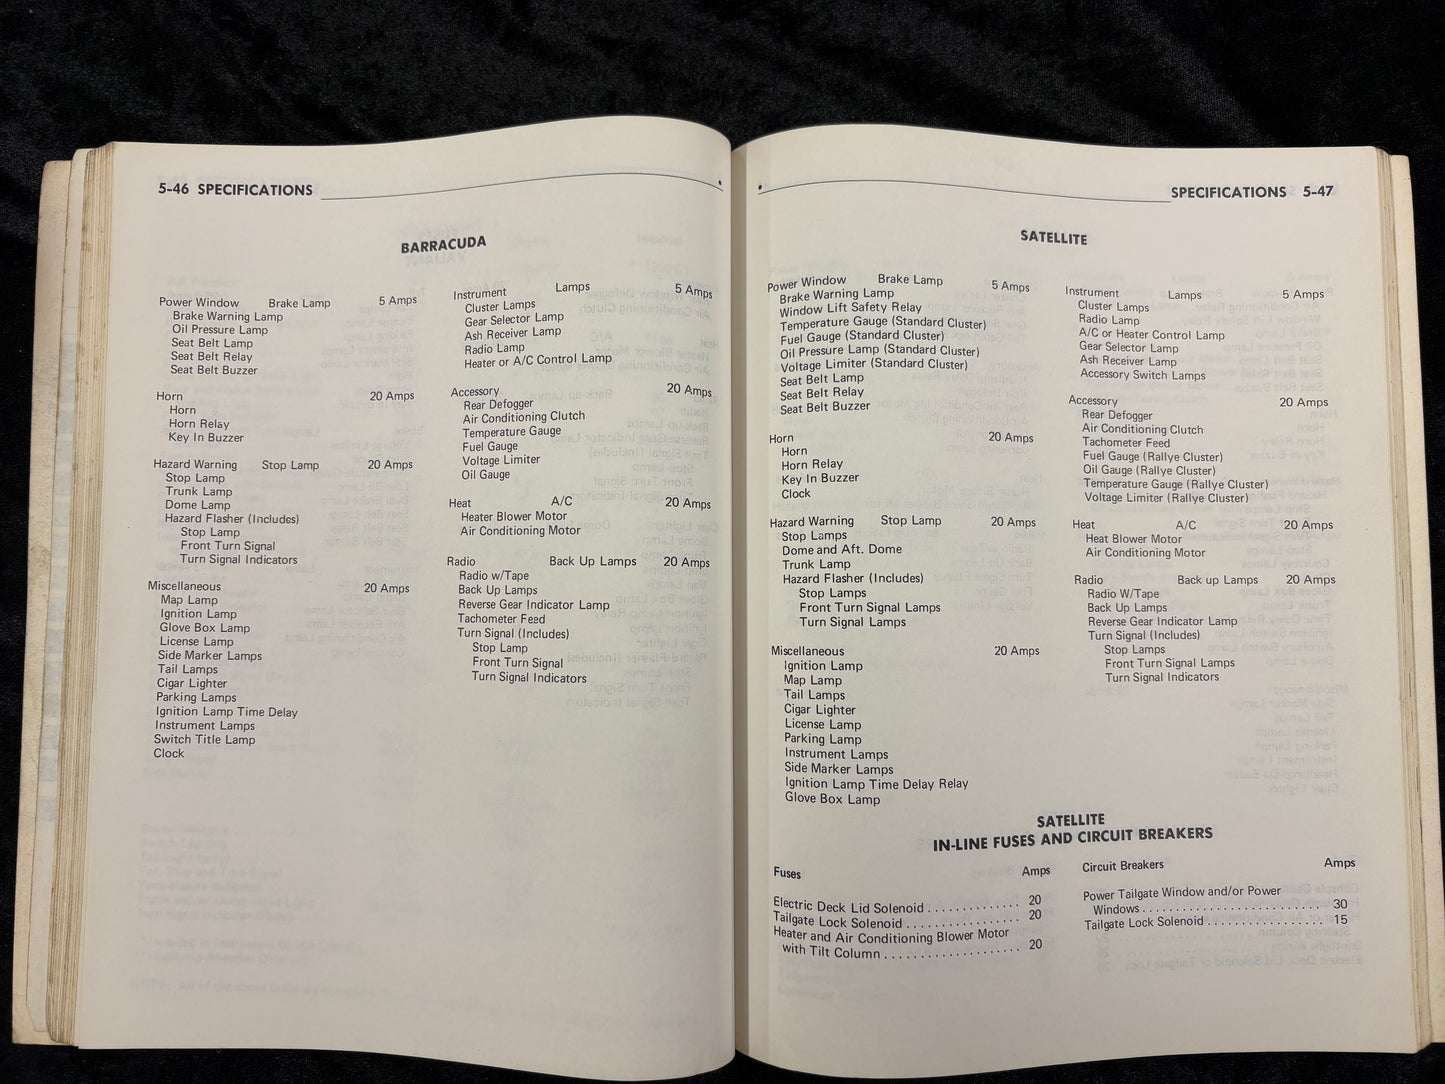 5-46 SPECIFICATIONS
BARRACUDA
Power Window Brake Lamp 5 Amps
Brake Warning Lamp
Oil Pressure Lamp
Seat Belt Lamp
Seat Belt Relay
Seat Belt Buzzer
Horn 20 Amps
Horn
Horn Relay
Key In Buzzer
Hazard Warning Stop Lamp 20 Amps
Stop Lamp
Trunk Lamp
Dome Lamp
Hazard Flasher (Includes)
Stop Lamp
Front Turn Signal
Turn Signal Indicators
Miscellaneous 20 Amps
Map Lamp
Ignition Lamp
Glove Box Lamp
License Lamp
Side Marker Lamps
Tail Lamps
Cigar Lighter
Parking Lamps
Ignition Lamp Time Delay
Instrument Lamps
Switch Title Lamp
Clock
Instrument Lamps 5 Amps
Cluster Lamps
Gear Selector Lamp
Ash Receiver Lamp
Radio Lamp
Heater or A/C Control Lamp
Accessory 20 Amps
Rear Defogger
Air Conditioning Clutch
Temperature Gauge
Fuel Gauge
Voltage Limiter
Oil Gauge
Heat A/C 20 Amps
Heater Blower Motor
Air Conditioning Motor
Radio Back Up Lamps 20 Amps
Radio w/Tape
Back Up Lamps
Reverse Gear Indicator Lamp
Tachometer Feed
Turn Signal (Includes)
Stop Lamp
Front Turn Signal
Turn Signal Indicators
SPECIFICATIONS 5-47
SATELLITE
Power Window Brake Lamp 5 Amps
Brake Warning Lamp
Window Lift Safety Relay
Temperature Gauge (Standard Cluster)
Fuel Gauge (Standard Cluster)
Oil Pressure Lamp (Standard Cluster)
Voltage Limiter (Standard Cluster)
Seat Belt Lamp
Seat Belt Relay
Seat Belt Buzzer
Horn 20 Amps
Horn
Horn Relay
Key In Buzzer
Clock
Hazard Warning Stop Lamp 20 Amps
Stop Lamps
Dome and Aft. Dome
Trunk Lamp
Hazard Flasher (Includes)
Stop Lamps
Front Turn Signal Lamps
Turn Signal Lamps
Miscellaneous 20 Amps
Ignition Lamp
Map Lamp
Tail Lamps
Cigar Lighter
License Lamp
Parking Lamp
Instrument Lamps
Side Marker Lamps
Ignition Lamp Time Delay Relay
Glove Box Lamp
Instrument Lamps 5 Amps
Cluster Lamps
Radio Lamp
A/C or Heater Control Lamp
Gear Selector Lamp
Ash Receiver Lamp
Accessory Switch Lamps
Accessory 20 Amps
Rear Defogger
Air Conditioning Clutch
Tachometer Feed
Fuel Gauge (Rallye Cluster)
Oil Gauge (Rallye Cluster)
Temperature Gauge (Rallye Cluster)
Voltage Limiter (Rallye Cluster)
Heat A/C 20 Amps
Heat Blower Motor
Air Conditioning Motor
Radio Back up Lamps 20 Amps
Radio W/Tape
Back Up Lamps
Reverse Gear Indicator Lamp
Turn Signal (Includes)
Stop Lamps
Front Turn Signal Lamps
Turn Signal Indicators
SATELLITE
IN-LINE FUSES AND CIRCUIT BREAKERS
Fuses Amps
Electric Deck Lid Solenoid . . . . . . . . . . . . . 20
Tailgate Lock Solenoid . . . . . . . . . . . . . . . . 20
Heater and Air Conditioning Blower Motor
with Tilt Column . . . . . . . . . . . . . . . . . . . . 20
Circuit Breakers Amps
Power Tailgate Window and/or Power
Windows . . . . . . . . . . . . . . . . . . . . . . . . . . 30
Tailgate Lock Solenoid . . . . . . . . . . . . . . . . . 15